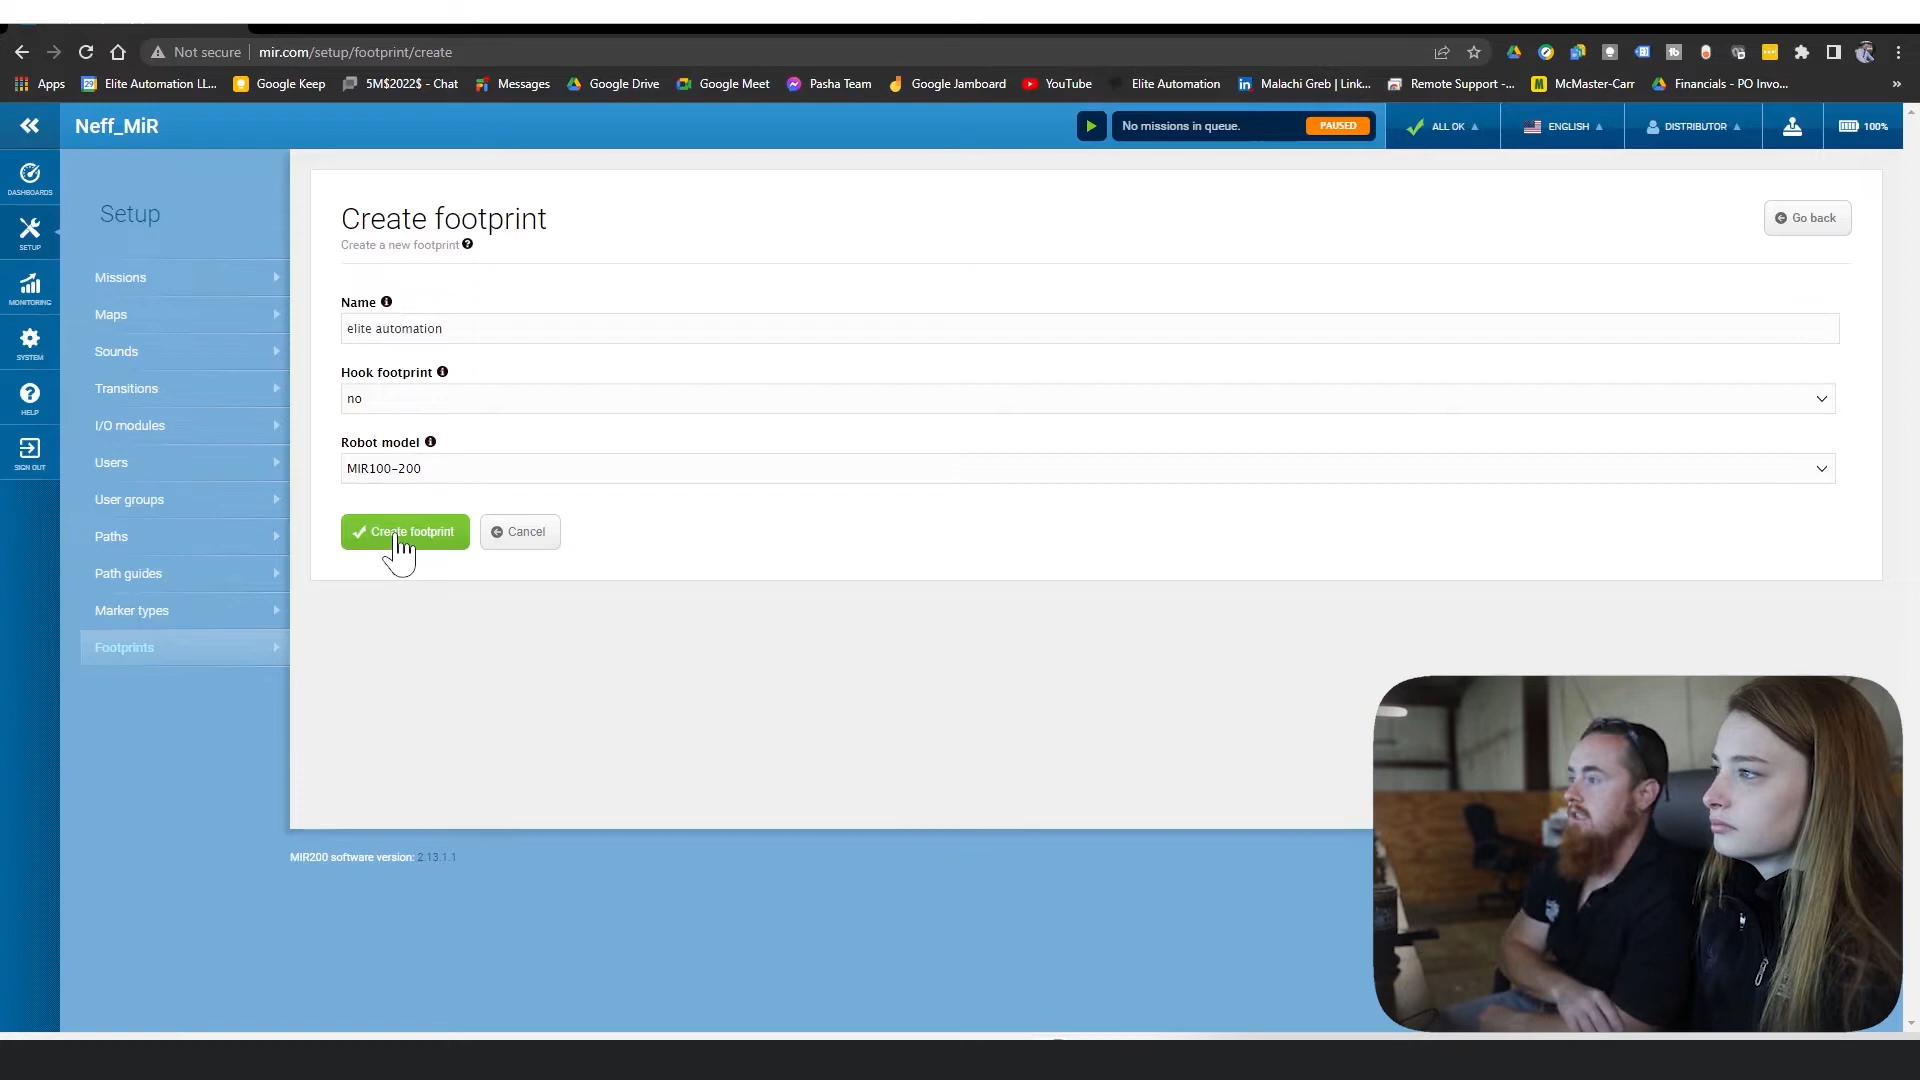 Not secure
mir.com/setup/footprint/create
Apps
Elite Automation LL...
Google Keep
5M$2022$ - Chat
Messages
Google Drive
Google Meet
Pasha Team
Google Jamboard
YouTube
Elite Automation
Malachi Greb | Link...
Remote Support -...
McMaster-Carr
Financials - PO Invo...
Neff_MiR
No missions in queue.
PAUSED
ALL OK
ENGLISH
DISTRIBUTOR
100%
DASHBOARDS
SETUP
MONITORING
SYSTEM
HELP
SIGN OUT
Setup
Missions
Maps
Sounds
Transitions
I/O modules
Users
User groups
Paths
Path guides
Marker types
Footprints
Create footprint
Create a new footprint
Go back
Name
elite automation
Hook footprint
no
Robot model
MIR100-200
Create footprint
Cancel
MIR200 software version: 2.13.1.1